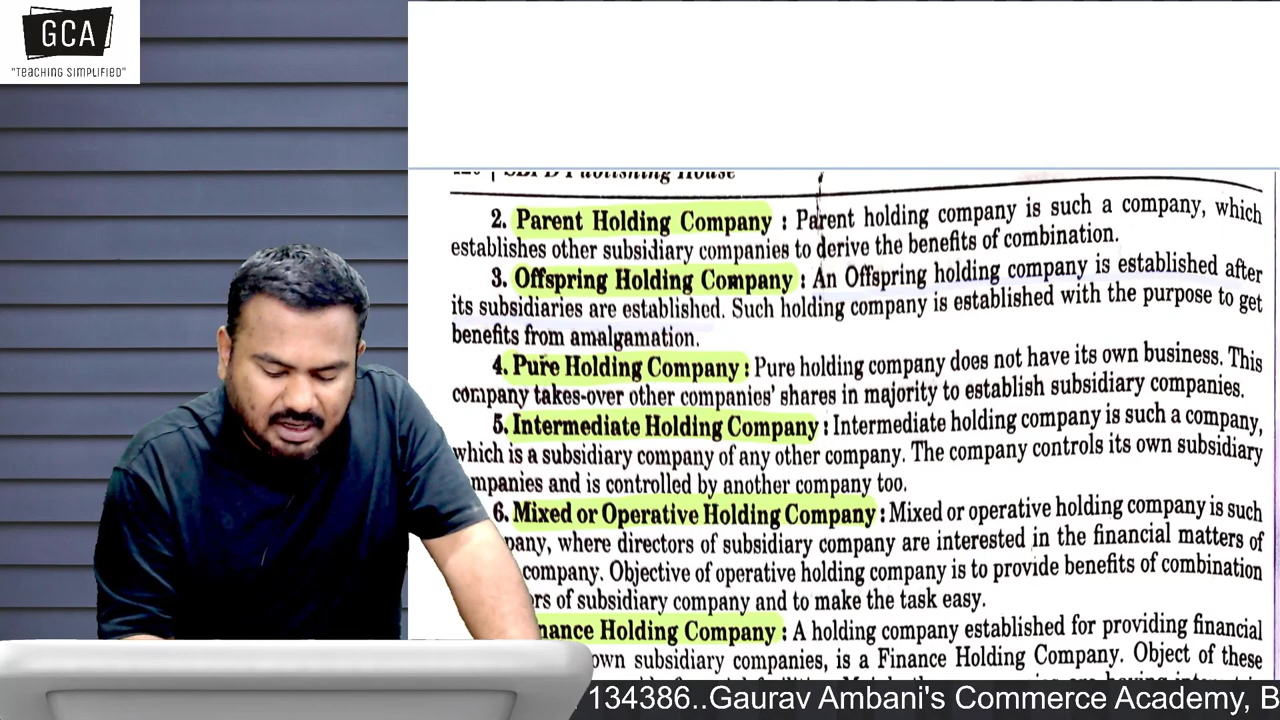 GCA
"Teaching Simplified"
Publishing House
2. Parent Holding Company : Parent holding company is such a company, which
establishes other subsidiary companies to derive the benefits of combination.
3. Offspring Holding Company : An Offspring holding company is established after
its subsidiaries are established. Such holding company is established with the purpose to get
benefits from amalgamation.
4. Pure Holding Company : Pure holding company does not have its own business. This
company takes-over other companies' shares in majority to establish subsidiary companies.
5. Intermediate Holding Company : Intermediate holding company is such a company,
which is a subsidiary company of any other company. The company controls its own subsidiary
mpanies and is controlled by another company too.
6. Mixed or Operative Holding Company : Mixed or operative holding company is such
pany, where directors of subsidiary company are interested in the financial matters of
company. Objective of operative holding company is to provide benefits of combination
rs of subsidiary company and to make the task easy.
nance Holding Company : A holding company established for providing financial
own subsidiary companies, is a Finance Holding Company. Object of these
134386..Gaurav Ambani's Commerce Academy, B